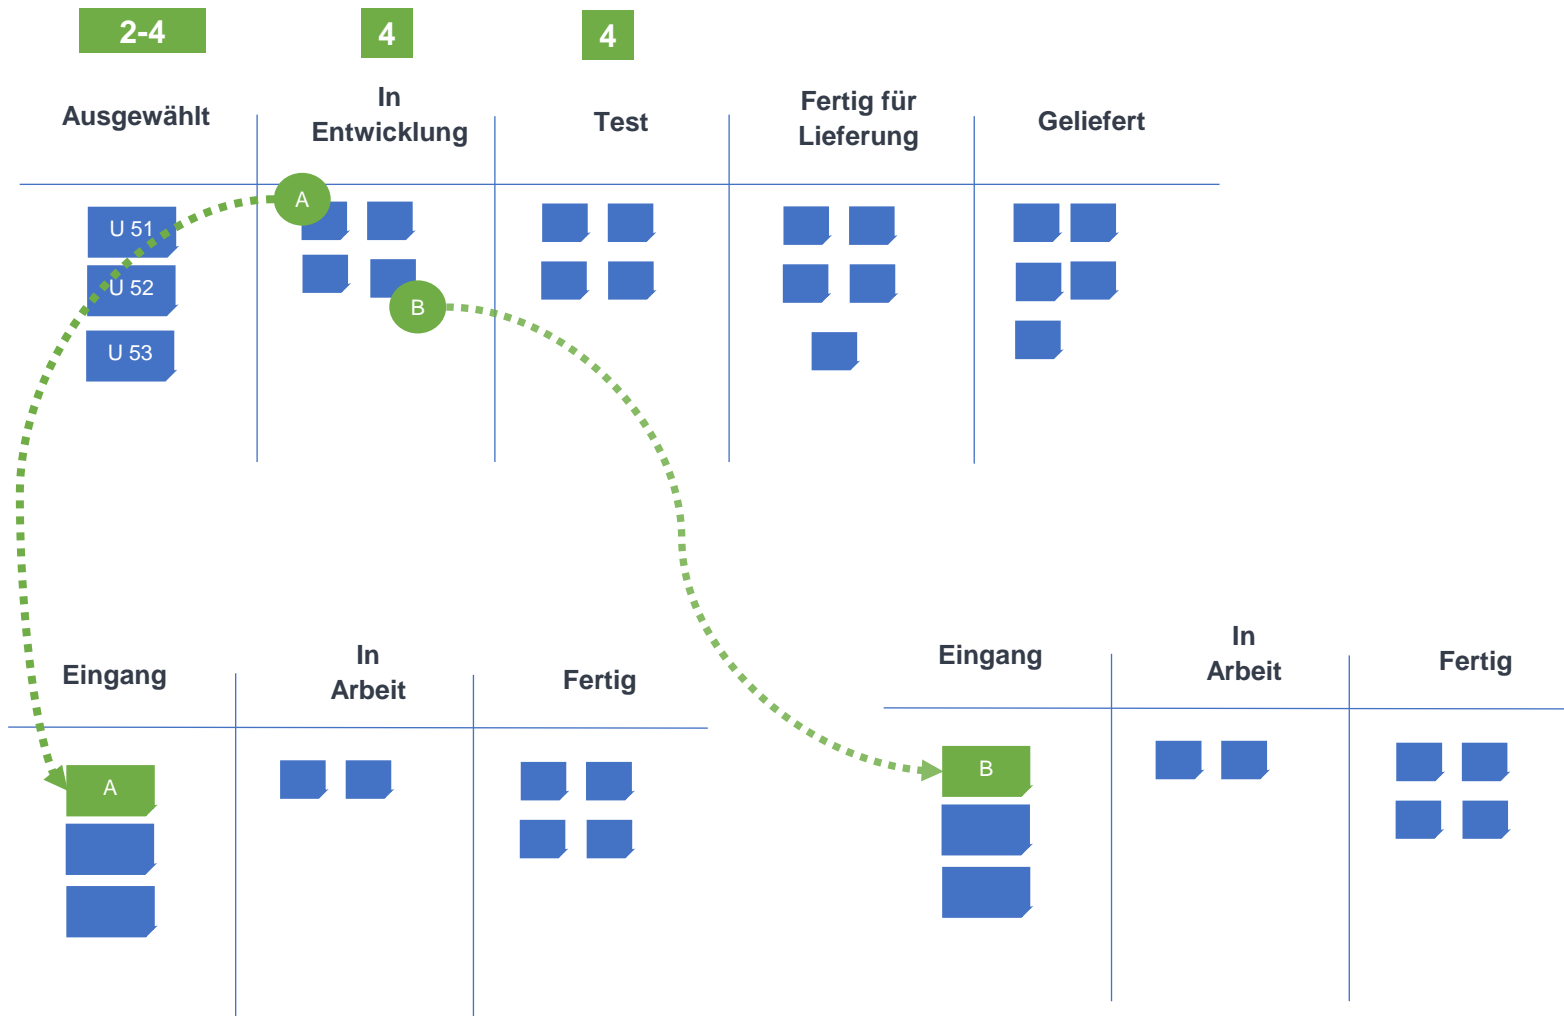 2-4
4
4
Ausgewählt
In
Entwicklung
Test
Fertig für
Lieferung
Geliefert
A
U 51
U 52
B
U 53
Eingang
In
Arbeit
Fertig
A
Eingang
In
Arbeit
Fertig
B